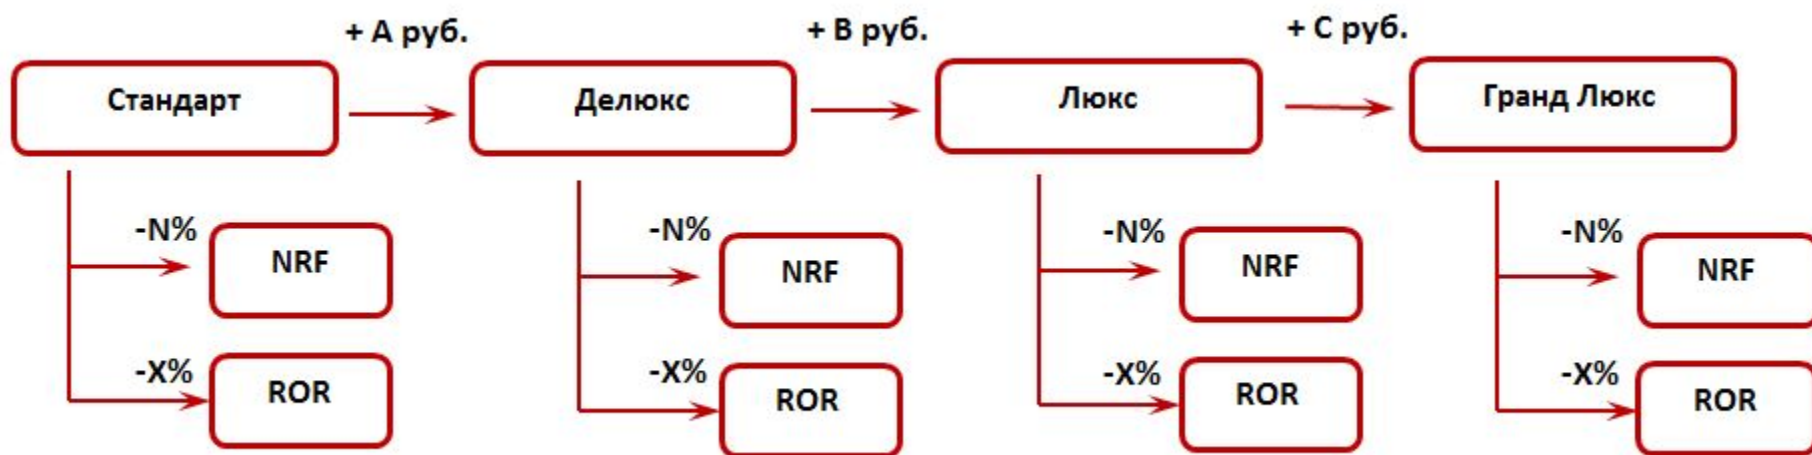 + А руб.
+ В руб.
+ С руб.
Стандарт
Делюкс
Люкс
Гранд Люкс
-N%
NRF
-N%
NRF
-N%
NRF
-N%
NRF
-X%
ROR
-X%
ROR
-X%
ROR
-X%
ROR